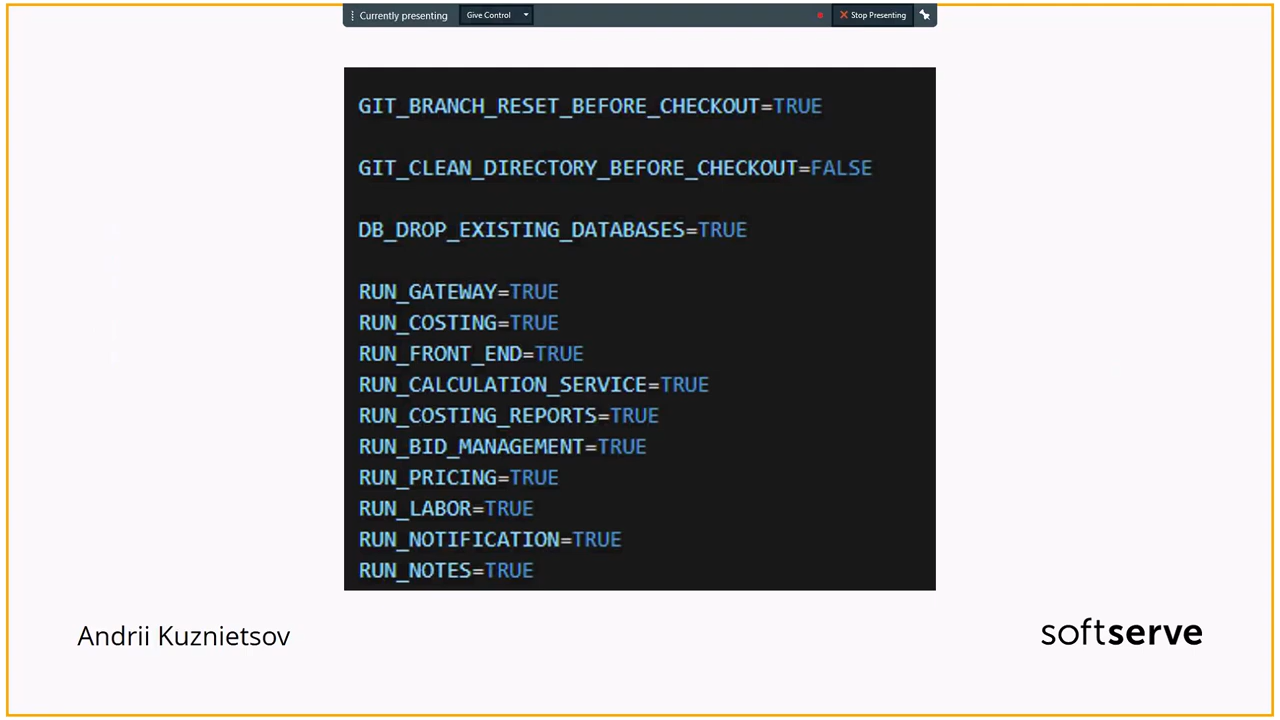 Currently presenting
Give Control
Stop Presenting
GIT_BRANCH_RESET_BEFORE_CHECKOUT=TRUE
GIT_CLEAN_DIRECTORY_BEFORE_CHECKOUT=FALSE
DB_DROP_EXISTING_DATABASES=TRUE
RUN_GATEWAY=TRUE
RUN_COSTING=TRUE
RUN_FRONT_END=TRUE
RUN_CALCULATION_SERVICE=TRUE
RUN_COSTING_REPORTS=TRUE
RUN_BID_MANAGEMENT=TRUE
RUN_PRICING=TRUE
RUN_LABOR=TRUE
RUN_NOTIFICATION=TRUE
RUN_NOTES=TRUE
Andrii Kuznietsov
softserve